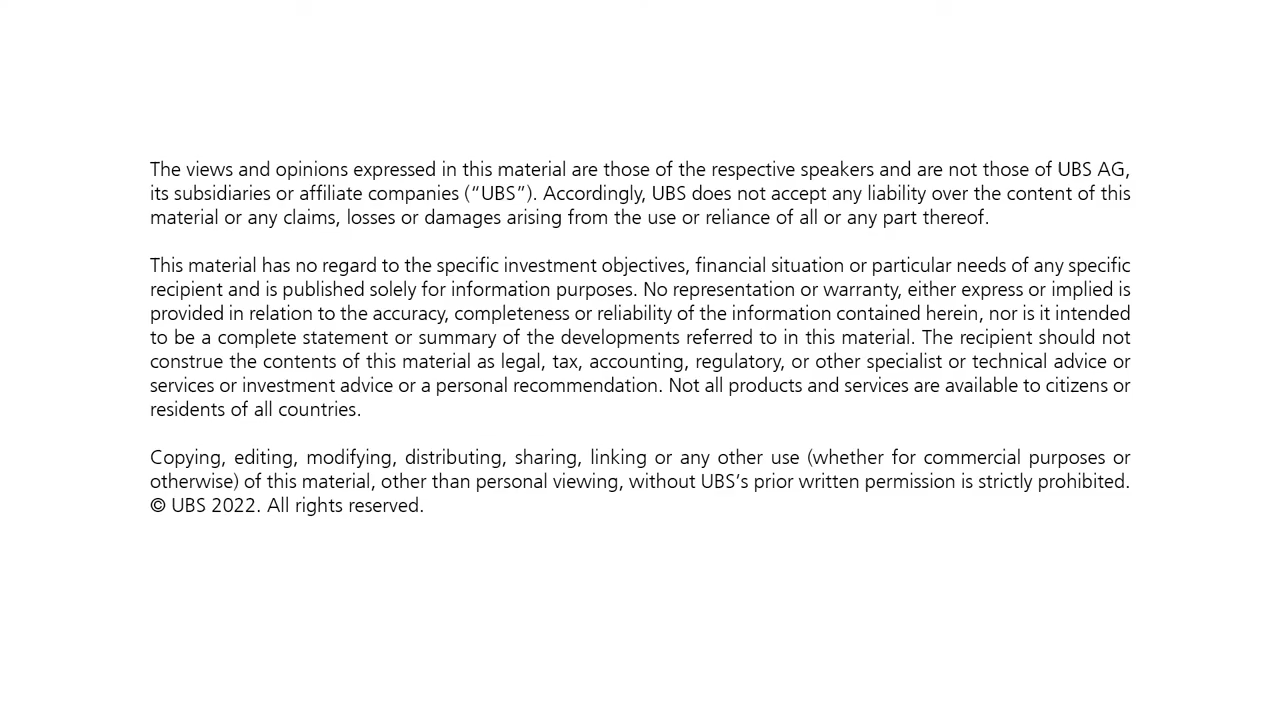 The views and opinions expressed in this material are those of the respective speakers and are not those of UBS AG,
its subsidiaries or affiliate companies (“UBS”). Accordingly, UBS does not accept any liability over the content of this
material or any claims, losses or damages arising from the use or reliance of all or any part thereof.
This material has no regard to the specific investment objectives, financial situation or particular needs of any specific
recipient and is published solely for information purposes. No representation or warranty, either express or implied is
provided in relation to the accuracy, completeness or reliability of the information contained herein, nor is it intended
to be a complete statement or summary of the developments referred to in this material. The recipient should not
construe the contents of this material as legal, tax, accounting, regulatory, or other specialist or technical advice or
services or investment advice or a personal recommendation. Not all products and services are available to citizens or
residents of all countries.
Copying, editing, modifying, distributing, sharing, linking or any other use (whether for commercial purposes or
otherwise) of this material, other than personal viewing, without UBS’s prior written permission is strictly prohibited.
© UBS 2022. All rights reserved.